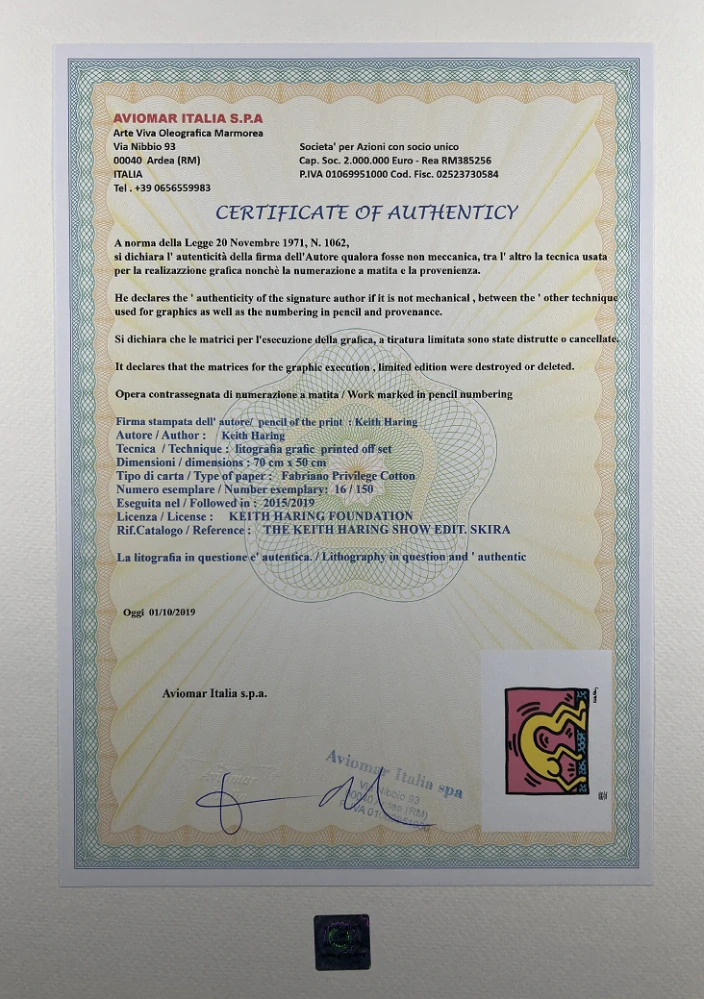 AVIOMAR ITALIA S.P.A
Arte Viva Oleografica Marmorea
Via Nibbio 93
00040 Ardea (RM)
ITALIA
Tel . +39 0656559983
Societa' per Azioni con socio unico
Cap. Soc. 2.000.000 Euro - Rea RM385256
P.IVA 01069951000 Cod. Fisc. 02523730584
CERTIFICATE OF AUTHENTICY
A norma della Legge 20 Novembre 1971, N. 1062,
si dichiara l' autenticità della firma dell'Autore qualora fosse non meccanica, tra l' altro la tecnica usata
per la realizazzione grafica nonchè la numerazione a matita e la provenienza.
He declares the ' authenticity of the signature author if it is not mechanical , between the ' other technique
used for graphics as well as the numbering in pencil and provenance.
Si dichiara che le matrici per l'esecuzione della grafica, a tiratura limitata sono state distrutte o cancellate.
It declares that the matrices for the graphic execution , limited edition were destroyed or deleted.
Opera contrassegnata di numerazione a matita / Work marked in pencil numbering
Firma stampata dell' autore/ pencil of the print : Keith Haring
Autore / Author : Keith Haring
Tecnica / Technique : litografia grafic printed off set
Dimensioni / dimensions : 70 cm x 50 cm
Tipo di carta / Type of paper : Fabriano Privilege Cotton
Numero esemplare / Number exemplary: 16 / 150
Eseguita nel / Followed in : 2015/2019
Licenza / License : KEITH HARING FOUNDATION
Rif.Catalogo / Reference : THE KEITH HARING SHOW EDIT. SKIRA
La litografia in questione e' autentica. / Lithography in question and ' authentic
Oggi 01/10/2019
Aviomar Italia s.p.a.
Aviomar
Aviomar Italia spa
Via Nibbio 93
00040 Ardea (RM)